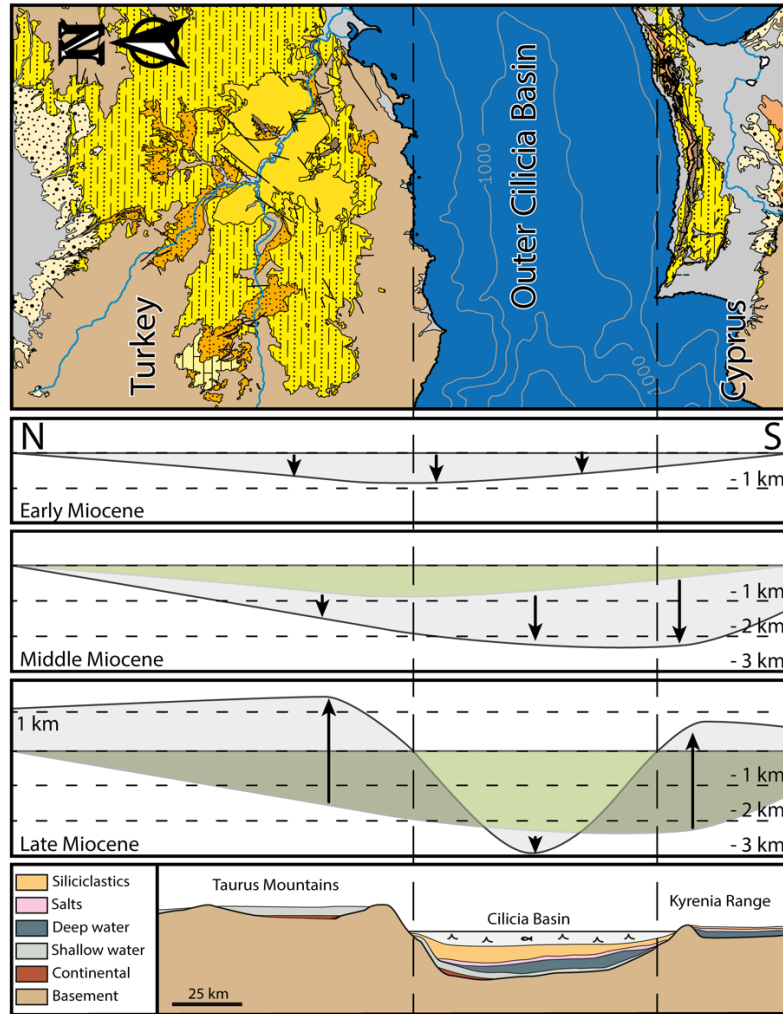 N
Turkey
1000
Outer Cilicia Basin
1000
Cyprus
N
S
- 1 km
Early Miocene
- 1 km
- 2 km
- 3 km
Middle Miocene
1 km
- 1 km
- 2 km
- 3 km
Late Miocene
Siliciclastics
Salts
Deep water
Shallow water
Continental
Basement
Taurus Mountains
Cilicia Basin
Kyrenia Range
25 km